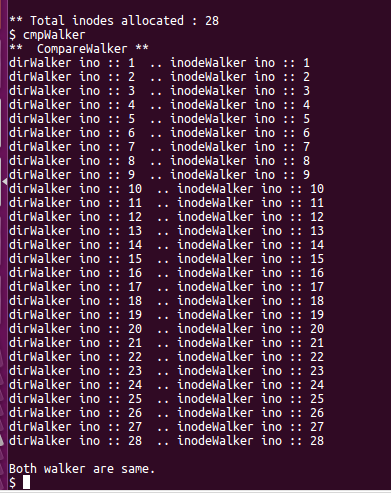 ** Total inodes allocated : 28
$ cmpWalker
**  CompareWalker **
dirWalker ino :: 1  .. inodeWalker ino :: 1
dirWalker ino :: 2  .. inodeWalker ino :: 2
dirWalker ino :: 3  .. inodeWalker ino :: 3
dirWalker ino :: 4  .. inodeWalker ino :: 4
dirWalker ino :: 5  .. inodeWalker ino :: 5
dirWalker ino :: 6  .. inodeWalker ino :: 6
dirWalker ino :: 7  .. inodeWalker ino :: 7
dirWalker ino :: 8  .. inodeWalker ino :: 8
dirWalker ino :: 9  .. inodeWalker ino :: 9
dirWalker ino :: 10  .. inodeWalker ino :: 10
dirWalker ino :: 11  .. inodeWalker ino :: 11
dirWalker ino :: 12  .. inodeWalker ino :: 12
dirWalker ino :: 13  .. inodeWalker ino :: 13
dirWalker ino :: 14  .. inodeWalker ino :: 14
dirWalker ino :: 15  .. inodeWalker ino :: 15
dirWalker ino :: 16  .. inodeWalker ino :: 16
dirWalker ino :: 17  .. inodeWalker ino :: 17
dirWalker ino :: 18  .. inodeWalker ino :: 18
dirWalker ino :: 19  .. inodeWalker ino :: 19
dirWalker ino :: 20  .. inodeWalker ino :: 20
dirWalker ino :: 21  .. inodeWalker ino :: 21
dirWalker ino :: 22  .. inodeWalker ino :: 22
dirWalker ino :: 23  .. inodeWalker ino :: 23
dirWalker ino :: 24  .. inodeWalker ino :: 24
dirWalker ino :: 25  .. inodeWalker ino :: 25
dirWalker ino :: 26  .. inodeWalker ino :: 26
dirWalker ino :: 27  .. inodeWalker ino :: 27
dirWalker ino :: 28  .. inodeWalker ino :: 28
Both walker are same.
$